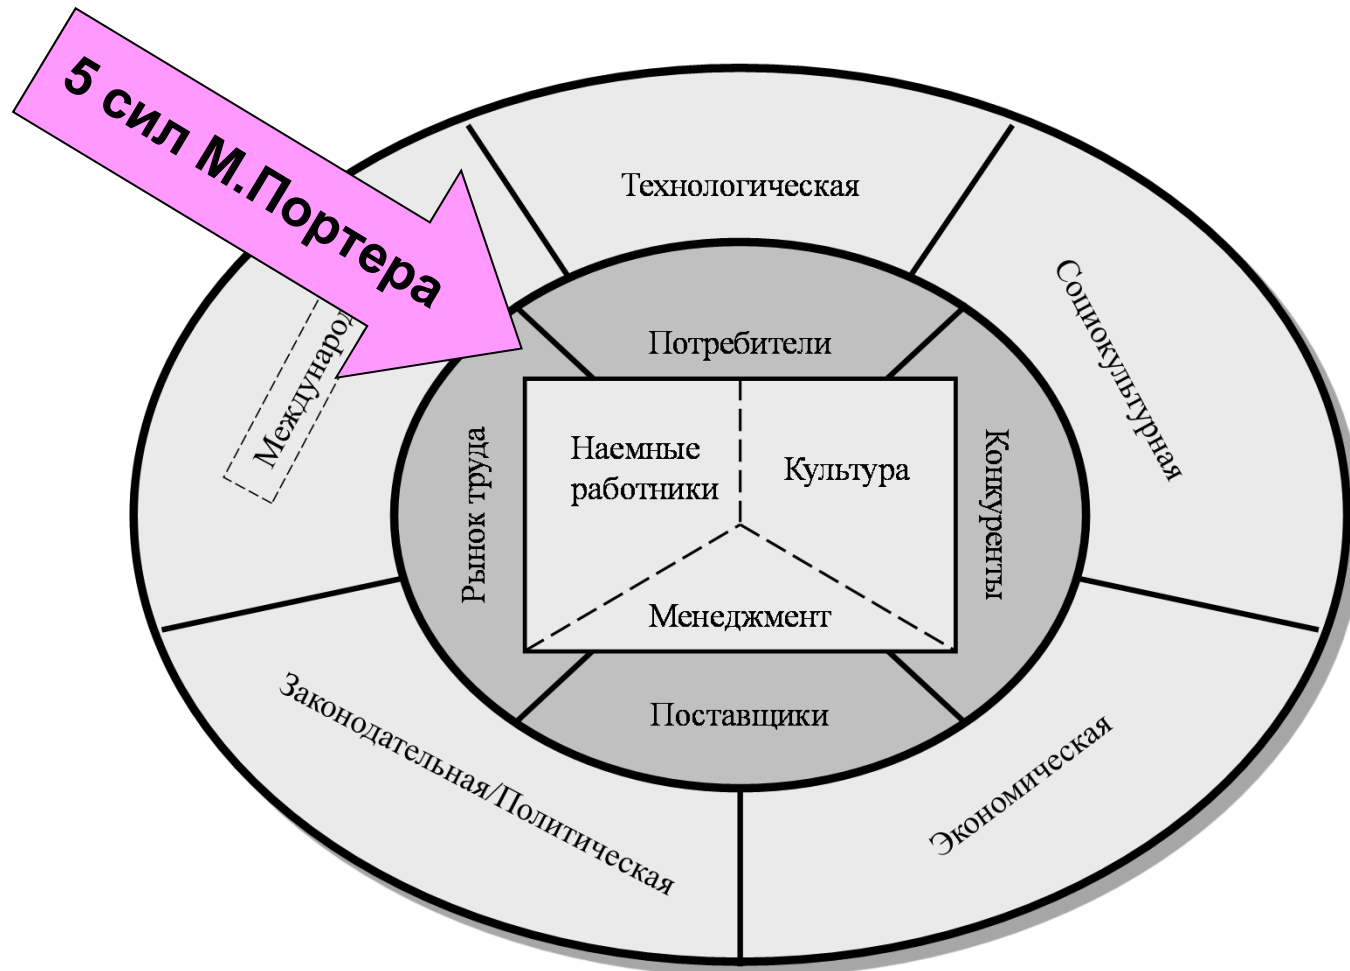 5 сил М.Портера
Технологическая
Социокультурная
Потребители
Наемные
работники
Культура
Рынок труда
Конкуренты
Менеджмент
Поставщики
Законодательная/Политическая
Экономическая